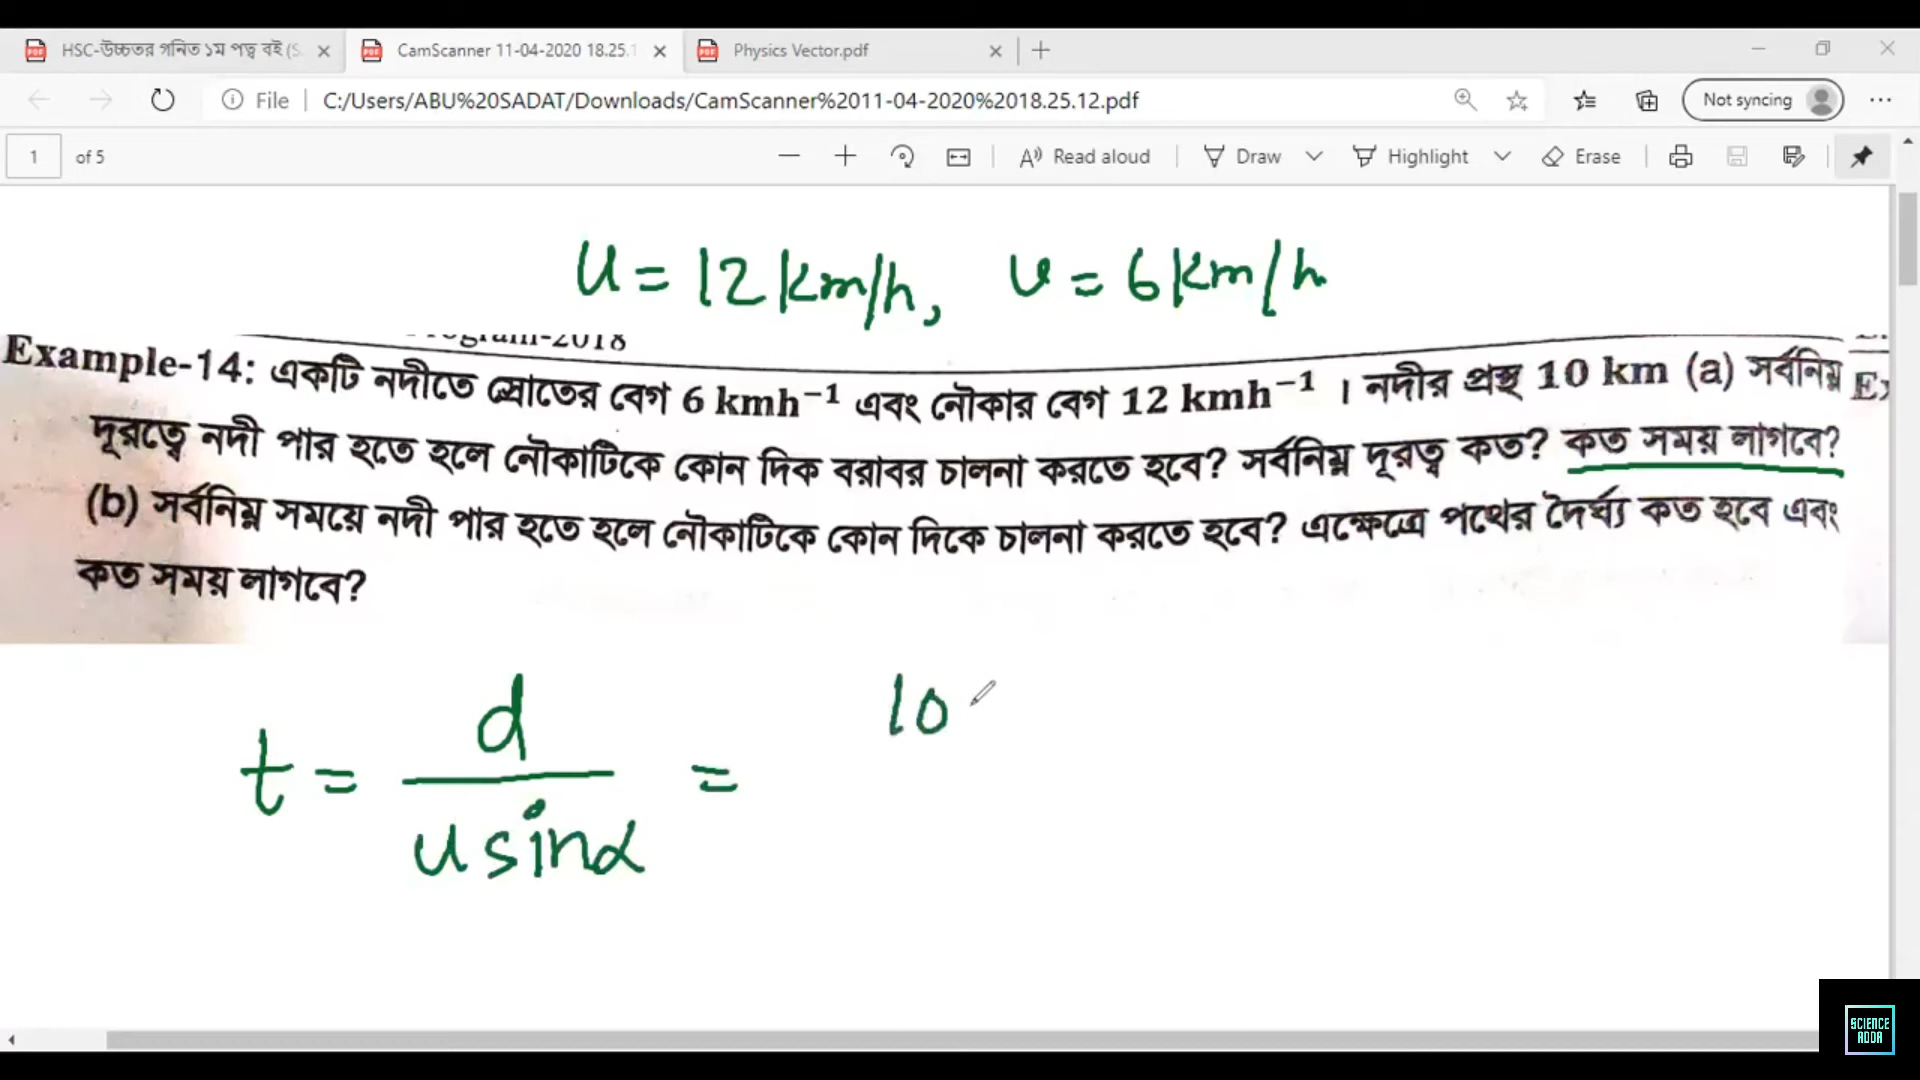 HSC-উচ্চতর গনিত ১ম পত্র বই (S
CamScanner 11-04-2020 18.25.1
Physics Vector.pdf
File
C:/Users/ABU%20SADAT/Downloads/CamScanner%2011-04-2020%2018.25.12.pdf
Not syncing
1 of 5
Read aloud
Draw
Highlight
Erase
u = 12 km/h, v = 6 km/h
Example-14: একটি নদীতে স্রোতের বেগ 6 kmh⁻¹ এবং নৌকার বেগ 12 kmh⁻¹ । নদীর প্রস্থ 10 km (a) সর্বনিম্ন
দূরত্বে নদী পার হতে হলে নৌকাটিকে কোন দিক বরাবর চালনা করতে হবে? সর্বনিম্ন দূরত্ব কত? কত সময় লাগবে?
(b) সর্বনিম্ন সময়ে নদী পার হতে হলে নৌকাটিকে কোন দিকে চালনা করতে হবে? এক্ষেত্রে পথের দৈর্ঘ্য কত হবে এবং
কত সময় লাগবে?
t = d / u sinα = 10
SCIENCE
ADDA